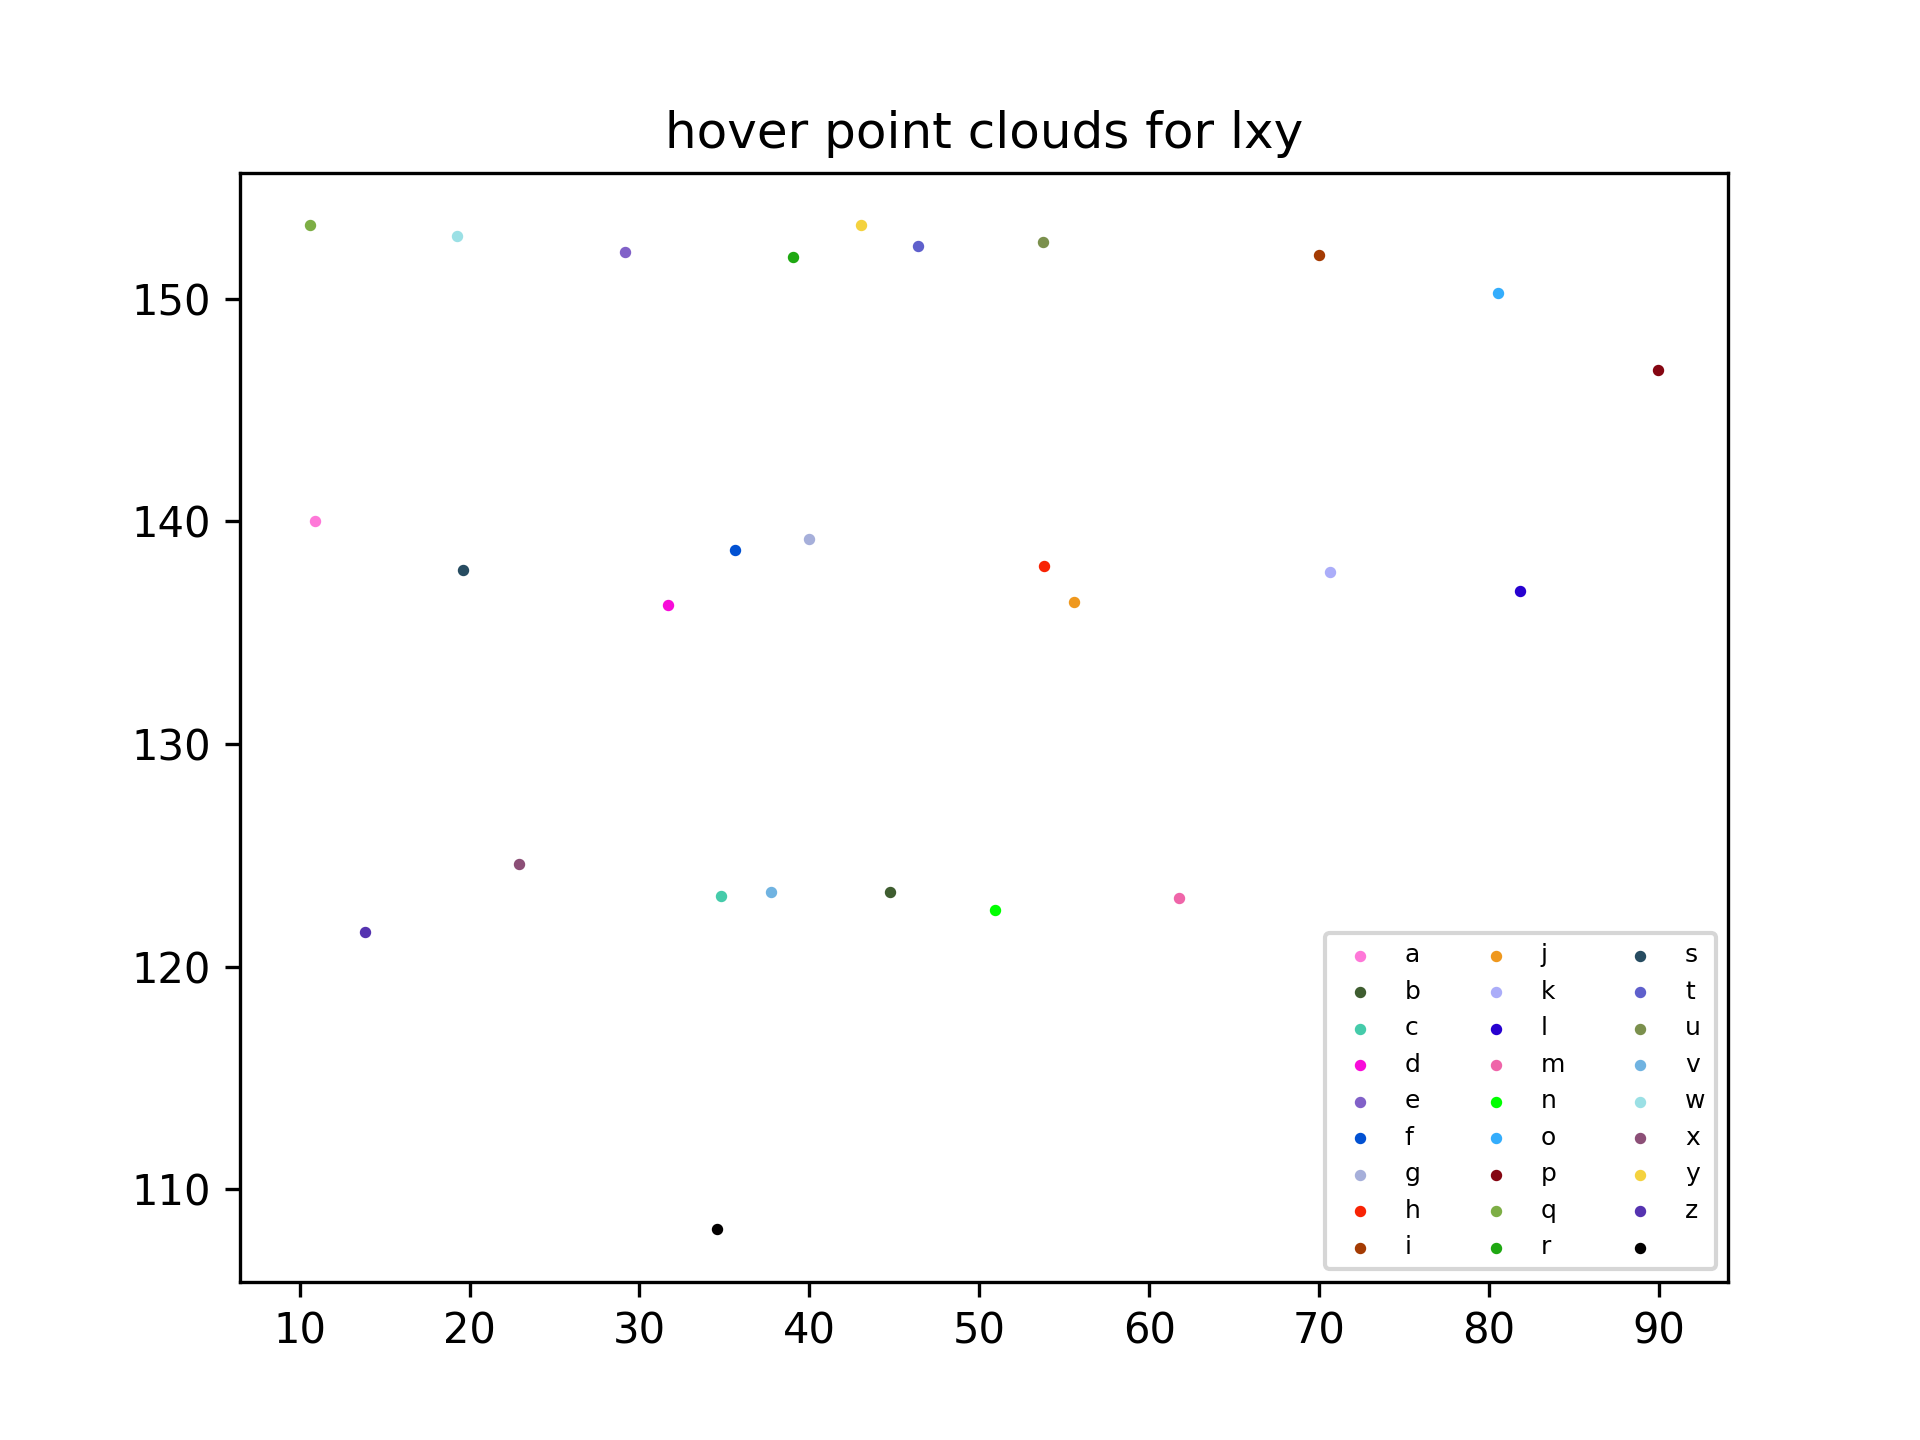 hover point clouds for lxy
150
140
130
120
110
10 20 30 40 50 60 70 80 90
a j s
b k t
c l u
d m v
e n w
f o x
g p y
h q z
i r